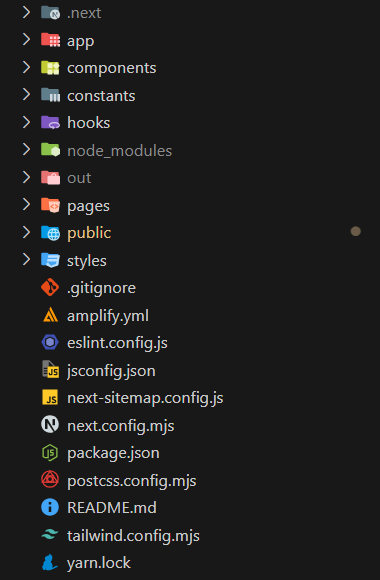 .next
app
components
constants
hooks
node_modules
out
pages
public
styles
.gitignore
amplify.yml
eslint.config.js
jsconfig.json
next-sitemap.config.js
next.config.mjs
package.json
postcss.config.mjs
README.md
tailwind.config.mjs
yarn.lock